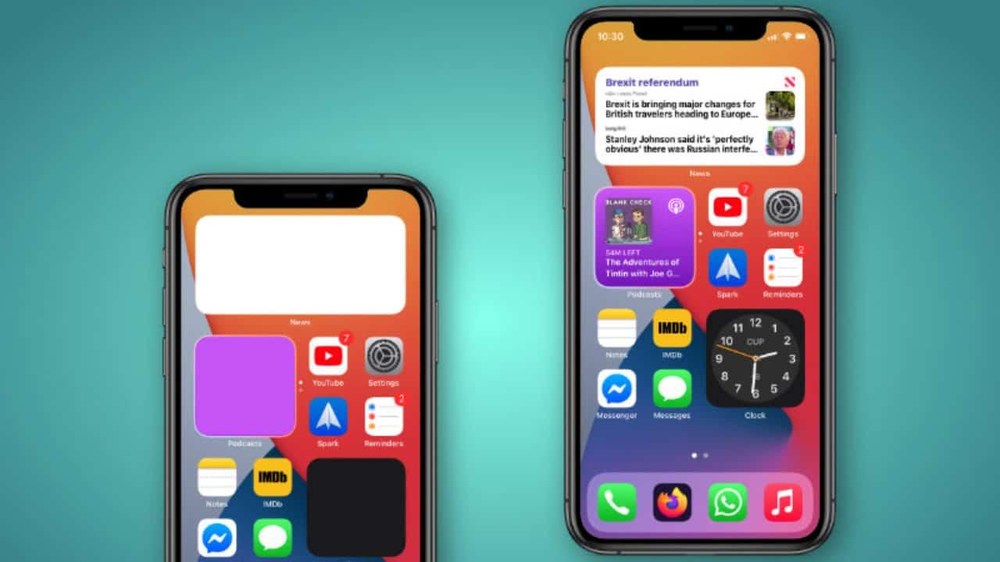 10:30
Brexit referendum
Brexit is bringing major changes for
British travelers heading to Europe...
Stanley Johnson said it's 'perfectly
obvious' there was Russian interfe...
News
BLANK CHECK
54M LEFT
The Adventures of
Tintin with Joe G...
Podcasts
7
YouTube
Settings
Spark
2
Reminders
Notes
IMDb
IMDb
Messenger
Messages
12
1
2
3
4
5
6
7
8
9
10
11
CUP
Clock
News
Podcasts
7
YouTube
Settings
Spark
2
Reminders
Notes
IMDb
IMDb